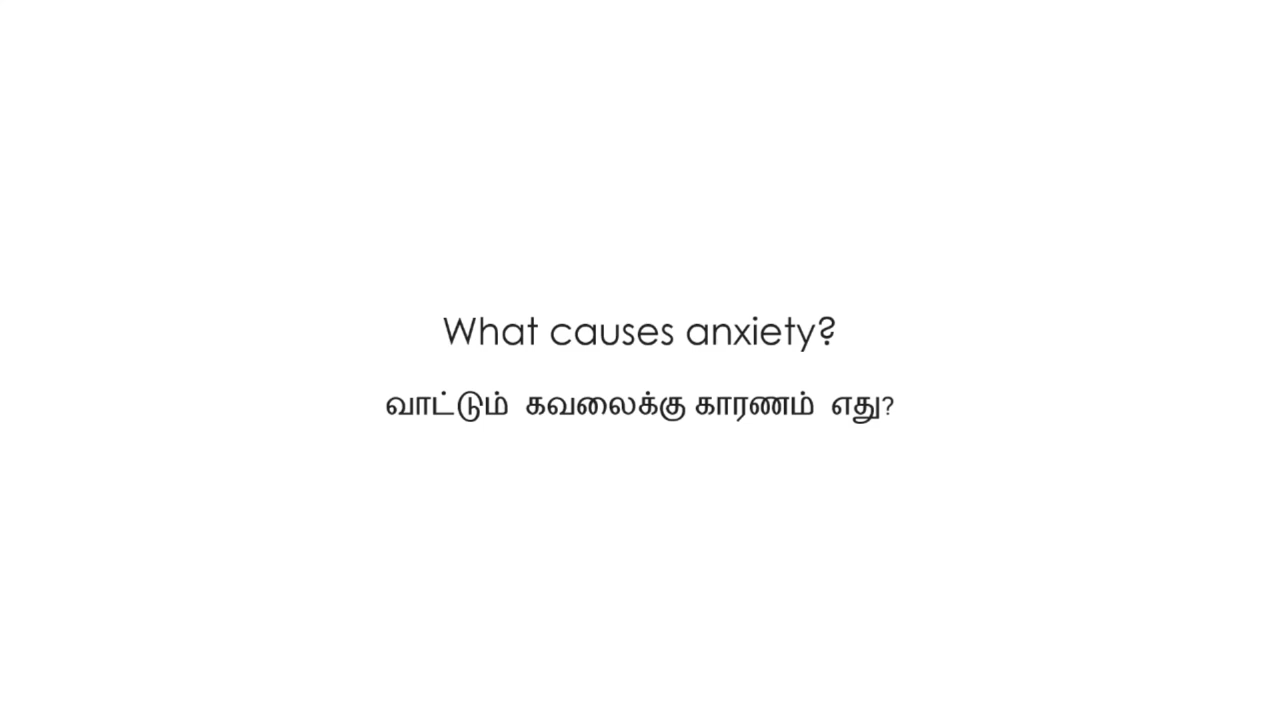 What causes anxiety?
வாட்டும் கவலைக்கு காரணம் எது?